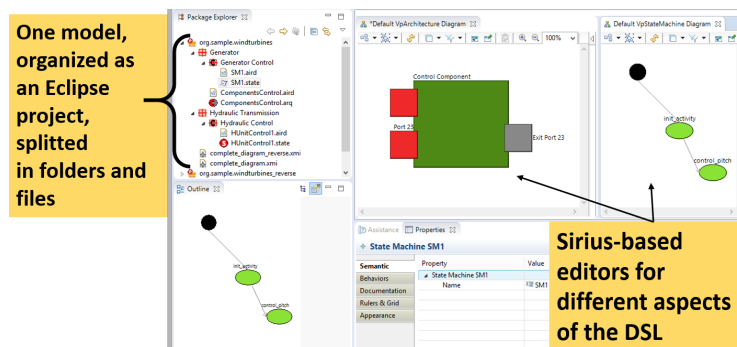 One model,
organized as
an Eclipse
project,
splitted
in folders and
files
Package Explorer
org.sample.windturbines
Generator
Generator Control
SM1.aird
SM1.state
ComponentsControl.aird
ComponentsControl.arq
Hydraulic Transmission
Hydraulic Control
HUnitControl1.aird
HUnitControl1.state
complete_diagram_reverse.xmi
complete_diagram.xmi
org.sample.windturbines_reverse
Outline
init_activity
control_pitch
*Default VpArchitecture Diagram
100%
Control Component
Port 23
Exit Port 23
Default VpStateMachine Diagram
init_activity
control_pitch
Assistance
Properties
State Machine SM1
Semantic
Behaviors
Documentation
Rulers & Grid
Appearance
Property
Value
State Machine SM1
Name
SM1
Sirius-based
editors for
different aspects
of the DSL